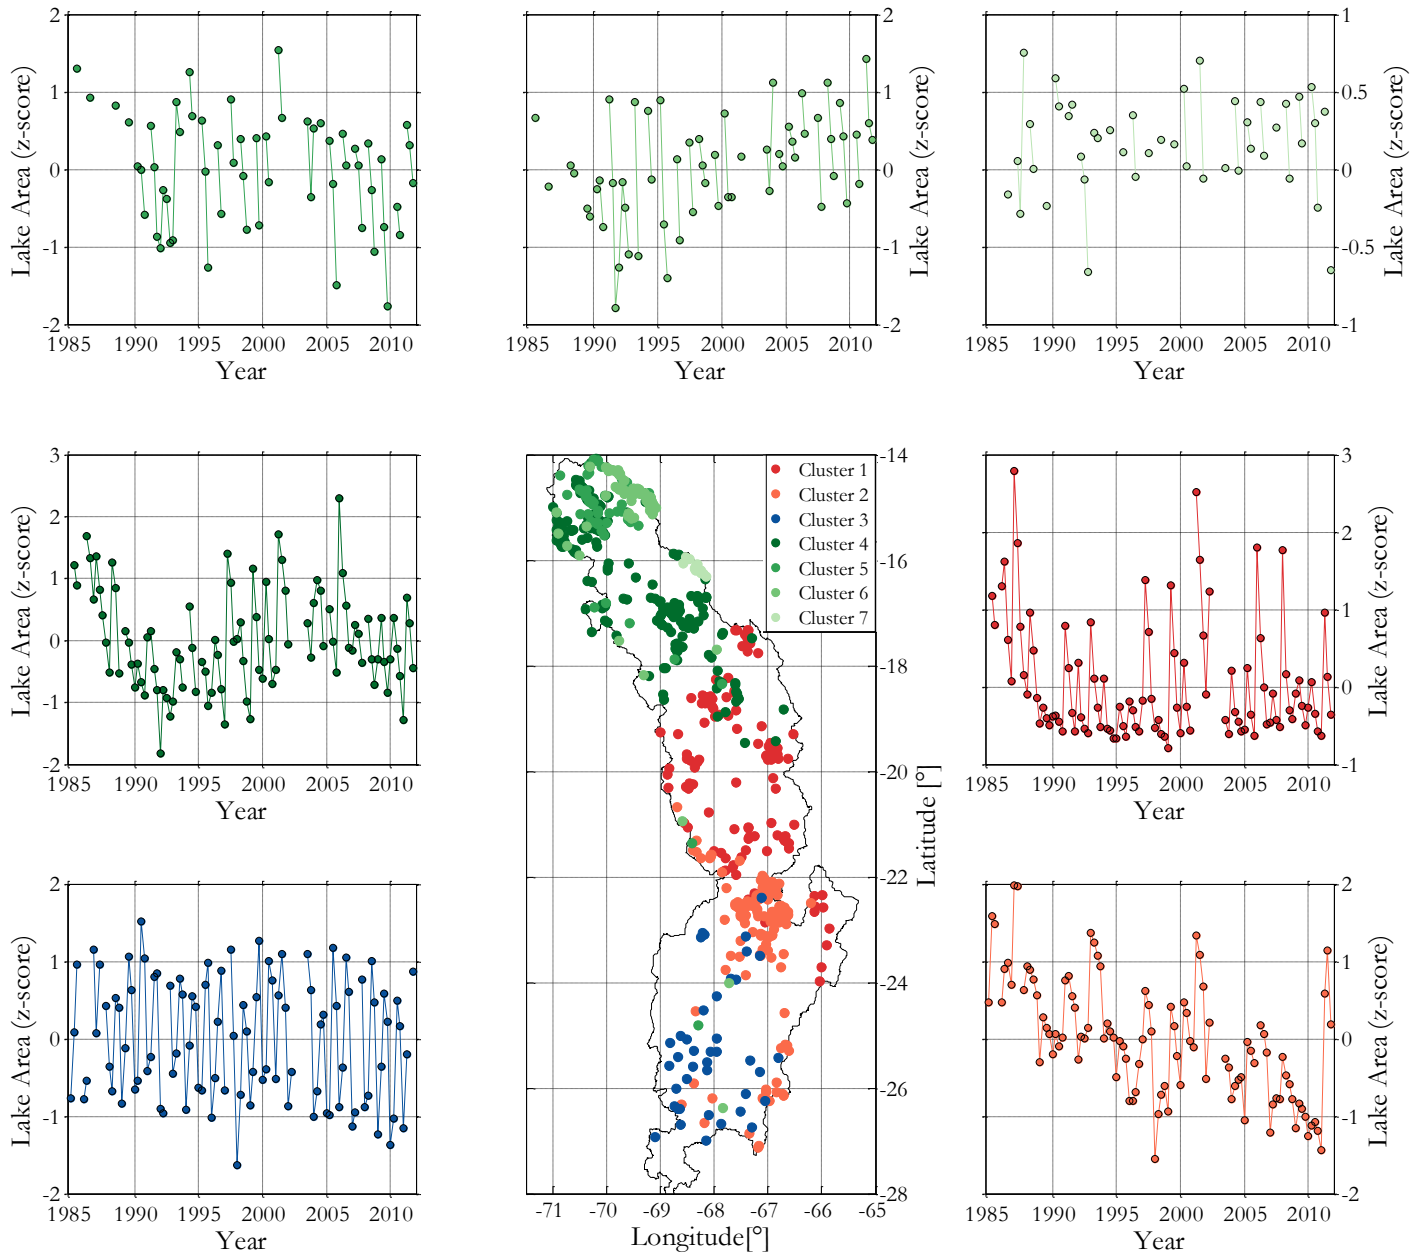 2
1
0
-1
-2
1985 1990 1995 2000 2005 2010
Year
Lake Area (z-score)
2
1
0
-1
-2
1985 1990 1995 2000 2005 2010
Year
Lake Area (z-score)
1
0.5
0
-0.5
-1
1985 1990 1995 2000 2005 2010
Year
Lake Area (z-score)
3
2
1
0
-1
-2
1985 1990 1995 2000 2005 2010
Year
Lake Area (z-score)
Cluster 1
Cluster 2
Cluster 3
Cluster 4
Cluster 5
Cluster 6
Cluster 7
-14
-16
-18
-20
-22
-24
-26
-28
Latitude [°]
-71 -70 -69 -68 -67 -66 -65
Longitude[°]
3
2
1
0
-1
1985 1990 1995 2000 2005 2010
Year
Lake Area (z-score)
2
1
0
-1
-2
1985 1990 1995 2000 2005 2010
Year
Lake Area (z-score)
2
1
0
-1
-2
1985 1990 1995 2000 2005 2010
Year
Lake Area (z-score)